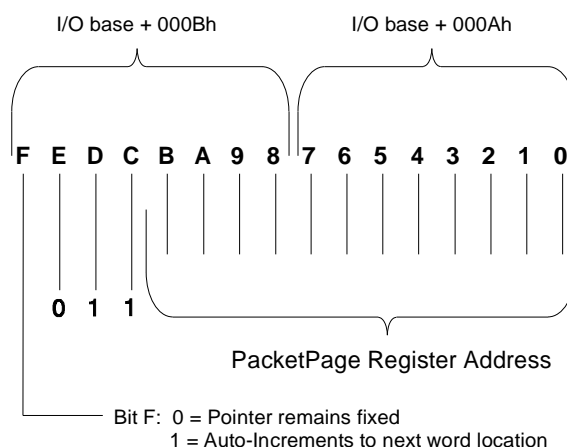 I/O base + 000Bh I/O base + 000Ah
F E D C B A 9 8 7 6 5 4 3 2 1 0
0 1 1
PacketPage Register Address
Bit F: 0 = Pointer remains fixed
1 = Auto-Increments to next word location